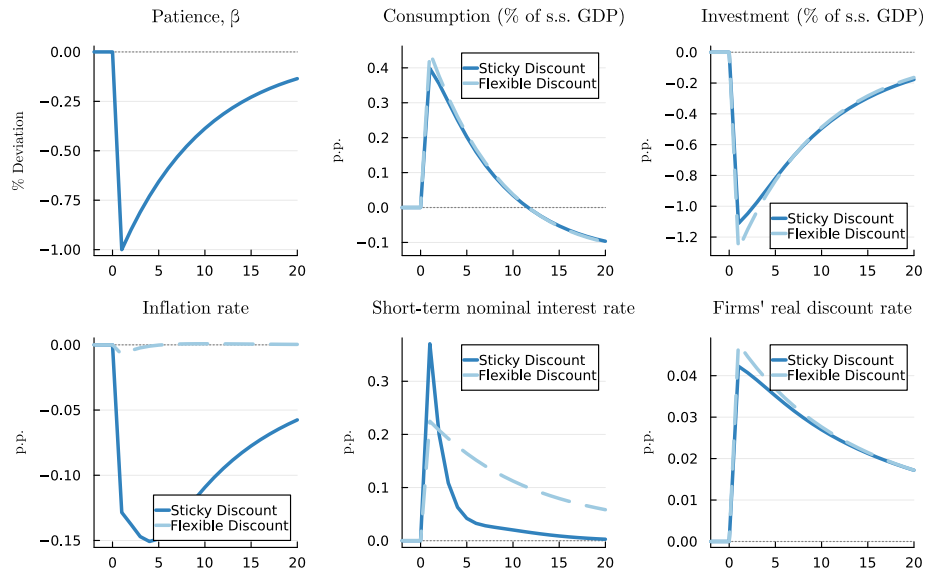 Patience, β
Consumption (% of s.s. GDP)
Investment (% of s.s. GDP)
% Deviation
0.00
−0.25
−0.50
−0.75
−1.00
0
5
10
15
20
p.p.
0.4
0.3
0.2
0.1
0.0
−0.1
Sticky Discount
Flexible Discount
0
5
10
15
20
p.p.
0.0
−0.2
−0.4
−0.6
−0.8
−1.0
−1.2
Sticky Discount
Flexible Discount
0
5
10
15
20
Inflation rate
Short-term nominal interest rate
Firms' real discount rate
p.p.
0.00
−0.05
−0.10
−0.15
Sticky Discount
Flexible Discount
0
5
10
15
20
p.p.
0.3
0.2
0.1
0.0
Sticky Discount
Flexible Discount
0
5
10
15
20
p.p.
0.04
0.03
0.02
0.01
0.00
Sticky Discount
Flexible Discount
0
5
10
15
20